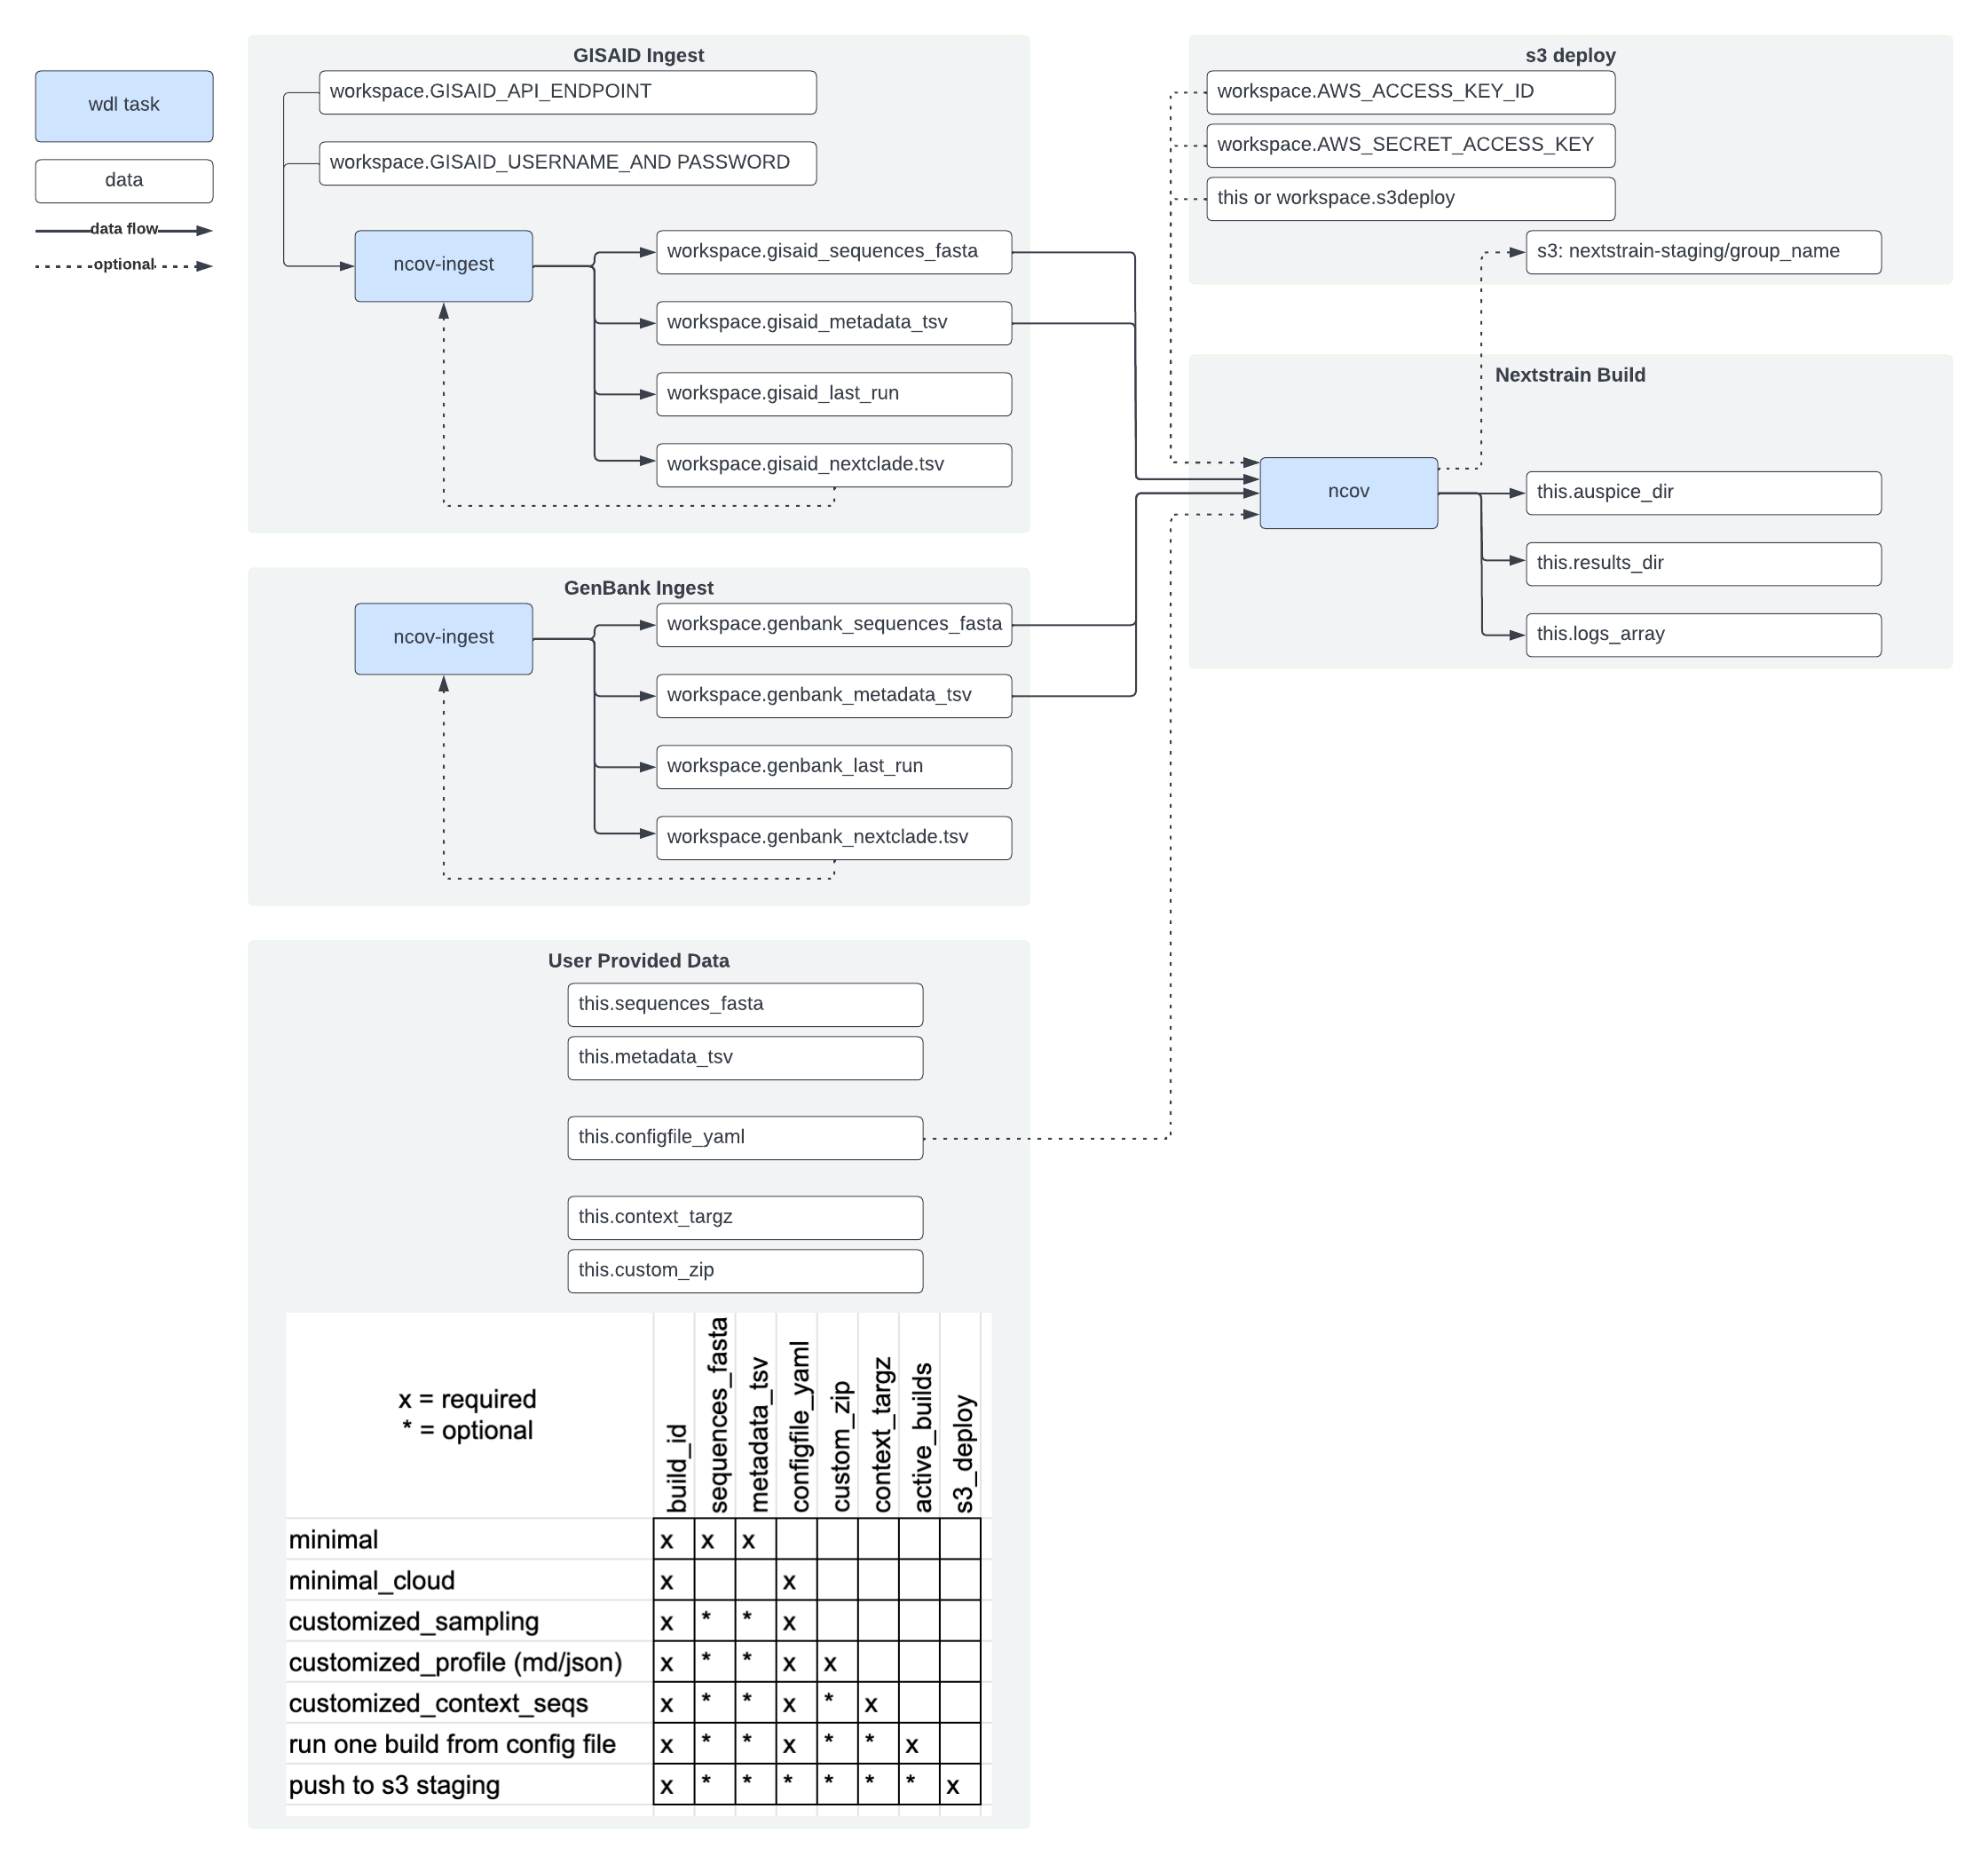 wdl task
data
data flow
optional
GISAID Ingest
workspace.GISAID_API_ENDPOINT
workspace.GISAID_USERNAME_AND PASSWORD
ncov-ingest
workspace.gisaid_sequences_fasta
workspace.gisaid_metadata_tsv
workspace.gisaid_last_run
workspace.gisaid_nextclade.tsv
GenBank Ingest
ncov-ingest
workspace.genbank_sequences_fasta
workspace.genbank_metadata_tsv
workspace.genbank_last_run
workspace.genbank_nextclade.tsv
s3 deploy
workspace.AWS_ACCESS_KEY_ID
workspace.AWS_SECRET_ACCESS_KEY
this or workspace.s3deploy
s3: nextstrain-staging/group_name
Nextstrain Build
ncov
this.auspice_dir
this.results_dir
this.logs_array
User Provided Data
this.sequences_fasta
this.metadata_tsv
this.configfile_yaml
this.context_targz
this.custom_zip
x = required
* = optional
build_id
sequences_fasta
metadata_tsv
configfile_yaml
custom_zip
context_targz
active_builds
s3_deploy
minimal x x x
minimal_cloud x x
customized_sampling x * * x
customized_profile (md/json) x * * x x
customized_context_seqs x * * x * x
run one build from config file x * * x * * x
push to s3 staging x * * * * * * x